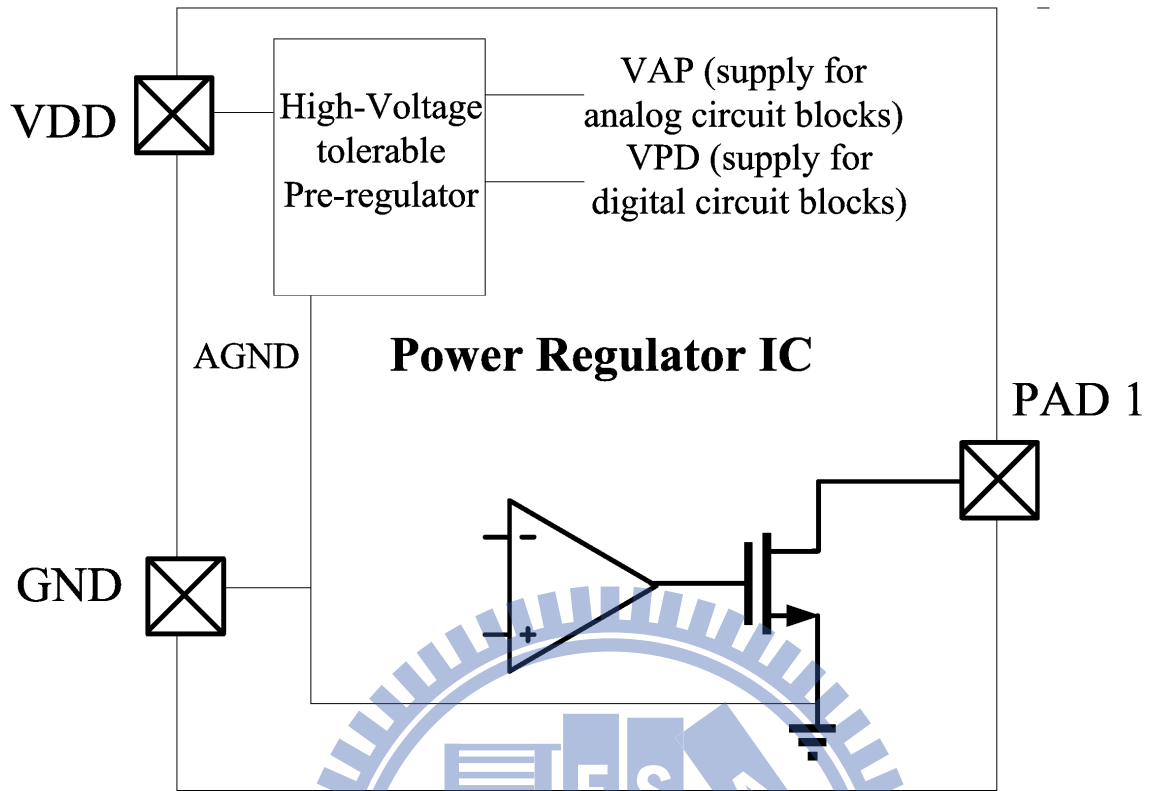 VDD
High-Voltage
tolerable
Pre-regulator
VAP (supply for
analog circuit blocks)
VPD (supply for
digital circuit blocks)
AGND
Power Regulator IC
PAD 1
GND
−
+
ES